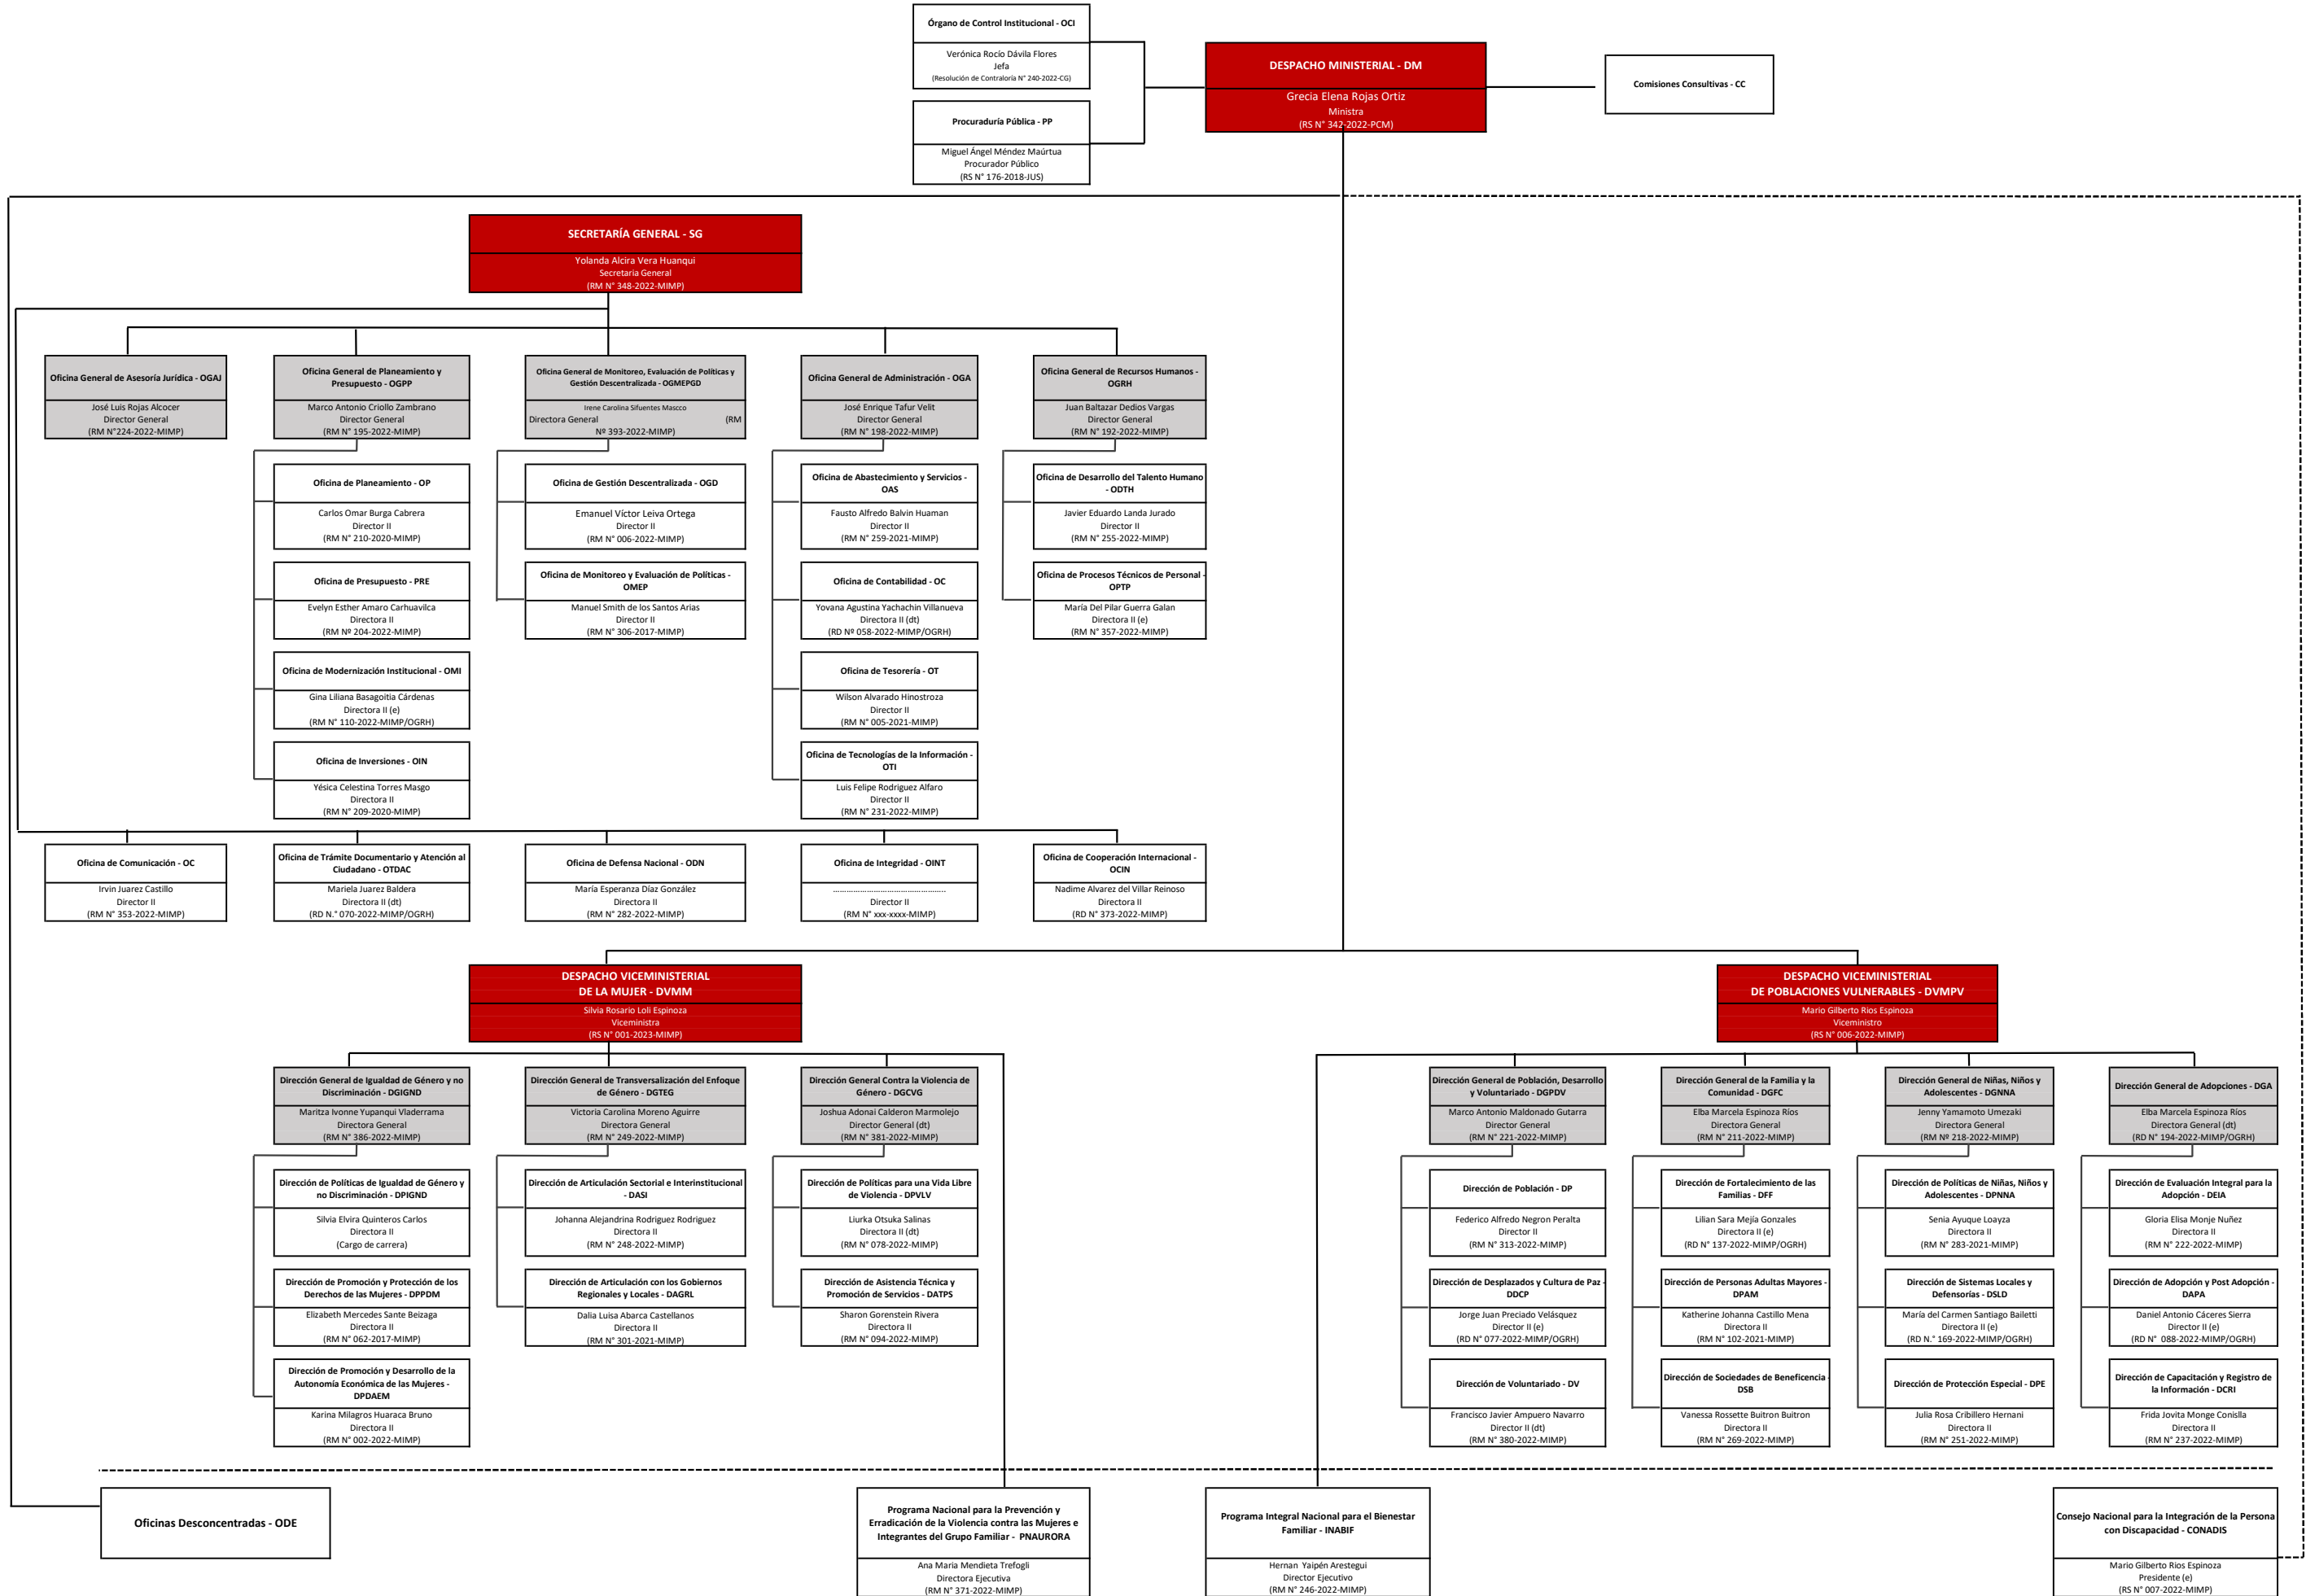 Órgano de Control Institucional - OCI
Verónica Rocío Dávila Flores
Jefa
(Resolución de Contraloría N° 240-2022-CG)
DESPACHO MINISTERIAL - DM
Grecia Elena Rojas Ortiz
Ministra
(RS N° 342-2022-PCM)
Comisiones Consultivas - CC
Procuraduría Pública - PP
Miguel Ángel Méndez Maúrtua
Procurador Público
(RS N° 176-2018-JUS)
SECRETARÍA GENERAL - SG
Yolanda Alcira Vera Huanqui
Secretaria General
(RM N° 348-2022-MIMP)
Oficina General de Asesoría Jurídica - OGAJ
José Luis Rojas Alcocer
Director General
(RM N°224-2022-MIMP)
Oficina General de Planeamiento y
Presupuesto - OGPP
Marco Antonio Criollo Zambrano
Director General
(RM N° 195-2022-MIMP)
Oficina General de Monitoreo, Evaluación de Políticas y
Gestión Descentralizada - OGMEPGD
Irene Carolina Sifuentes Mascco
Directora General (RM
Nº 393-2022-MIMP)
Oficina General de Administración - OGA
José Enrique Tafur Velit
Director General
(RM N° 198-2022-MIMP)
Oficina General de Recursos Humanos -
OGRH
Juan Baltazar Dedios Vargas
Director General
(RM N° 192-2022-MIMP)
Oficina de Planeamiento - OP
Carlos Omar Burga Cabrera
Director II
(RM N° 210-2020-MIMP)
Oficina de Gestión Descentralizada - OGD
Emanuel Víctor Leiva Ortega
Director II
(RM N° 006-2022-MIMP)
Oficina de Abastecimiento y Servicios -
OAS
Fausto Alfredo Balvin Huaman
Director II
(RM N° 259-2021-MIMP)
Oficina de Desarrollo del Talento Humano
- ODTH
Javier Eduardo Landa Jurado
Director II
(RM N° 255-2022-MIMP)
Oficina de Presupuesto - PRE
Evelyn Esther Amaro Carhuavilca
Directora II
(RM Nº 204-2022-MIMP)
Oficina de Monitoreo y Evaluación de Políticas -
OMEP
Manuel Smith de los Santos Arias
Director II
(RM N° 306-2017-MIMP)
Oficina de Contabilidad - OC
Yovana Agustina Yachachin Villanueva
Directora II (dt)
(RD Nº 058-2022-MIMP/OGRH)
Oficina de Procesos Técnicos de Personal -
OPTP
María Del Pilar Guerra Galan
Directora II (e)
(RM N° 357-2022-MIMP)
Oficina de Modernización Institucional - OMI
Gina Liliana Basagoitia Cárdenas
Directora II (e)
(RM N° 110-2022-MIMP/OGRH)
Oficina de Tesorería - OT
Wilson Alvarado Hinostroza
Director II
(RM N° 005-2021-MIMP)
Oficina de Inversiones - OIN
Yésica Celestina Torres Masgo
Directora II
(RM N° 209-2020-MIMP)
Oficina de Tecnologías de la Información -
OTI
Luis Felipe Rodriguez Alfaro
Director II
(RM N° 231-2022-MIMP)
Oficina de Comunicación - OC
Irvin Juarez Castillo
Director II
(RM N° 353-2022-MIMP)
Oficina de Trámite Documentario y Atención al
Ciudadano - OTDAC
Mariela Juarez Baldera
Directora II (dt)
(RD N.° 070-2022-MIMP/OGRH)
Oficina de Defensa Nacional - ODN
María Esperanza Díaz González
Directora II
(RM N° 282-2022-MIMP)
Oficina de Integridad - OINT
……………………………………………
Director II
(RM N° xxx-xxxx-MIMP)
Oficina de Cooperación Internacional -
OCIN
Nadime Alvarez del Villar Reinoso
Directora II
(RD N° 373-2022-MIMP)
DESPACHO VICEMINISTERIAL
DE LA MUJER - DVMM
Silvia Rosario Loli Espinoza
Viceministra
(RS N° 001-2023-MIMP)
DESPACHO VICEMINISTERIAL
DE POBLACIONES VULNERABLES - DVMPV
Mario Gilberto Rios Espinoza
Viceministro
(RS N° 006-2022-MIMP)
Dirección General de Igualdad de Género y no
Discriminación - DGIGND
Maritza Ivonne Yupanqui Vladerrama
Directora General
(RM N° 386-2022-MIMP)
Dirección General de Transversalización del Enfoque
de Género - DGTEG
Victoria Carolina Moreno Aguirre
Directora General
(RM N° 249-2022-MIMP)
Dirección General Contra la Violencia de
Género - DGCVG
Joshua Adonai Calderon Marmolejo
Director General (dt)
(RM N° 381-2022-MIMP)
Dirección General de Población, Desarrollo
y Voluntariado - DGPDV
Marco Antonio Maldonado Gutarra
Director General
(RM N° 221-2022-MIMP)
Dirección General de la Familia y la
Comunidad - DGFC
Elba Marcela Espinoza Ríos
Directora General
(RM N° 211-2022-MIMP)
Dirección General de Niñas, Niños y
Adolescentes - DGNNA
Jenny Yamamoto Umezaki
Directora General
(RM Nº 218-2022-MIMP)
Dirección General de Adopciones - DGA
Elba Marcela Espinoza Ríos
Directora General (dt)
(RD N° 194-2022-MIMP/OGRH)
Dirección de Políticas de Igualdad de Género y
no Discriminación - DPIGND
Silvia Elvira Quinteros Carlos
Directora II
(Cargo de carrera)
Dirección de Articulación Sectorial e Interinstitucional
- DASI
Johanna Alejandrina Rodriguez Rodriguez
Directora II
(RM N° 248-2022-MIMP)
Dirección de Políticas para una Vida Libre
de Violencia - DPVLV
Liurka Otsuka Salinas
Directora II (dt)
(RM N° 078-2022-MIMP)
Dirección de Población - DP
Federico Alfredo Negron Peralta
Director II
(RM N° 313-2022-MIMP)
Dirección de Fortalecimiento de las
Familias - DFF
Lilian Sara Mejía Gonzales
Directora II (e)
(RD N° 137-2022-MIMP/OGRH)
Dirección de Políticas de Niñas, Niños y
Adolescentes - DPNNA
Senia Ayuque Loayza
Directora II
(RM N° 283-2021-MIMP)
Dirección de Evaluación Integral para la
Adopción - DEIA
Gloria Elisa Monje Nuñez
Directora II
(RM N° 222-2022-MIMP)
Dirección de Promoción y Protección de los
Derechos de las Mujeres - DPPDM
Elizabeth Mercedes Sante Beizaga
Directora II
(RM N° 062-2017-MIMP)
Dirección de Articulación con los Gobiernos
Regionales y Locales - DAGRL
Dalia Luisa Abarca Castellanos
Directora II
(RM N° 301-2021-MIMP)
Dirección de Asistencia Técnica y
Promoción de Servicios - DATPS
Sharon Gorenstein Rivera
Directora II
(RM N° 094-2022-MIMP)
Dirección de Desplazados y Cultura de Paz -
DDCP
Jorge Juan Preciado Velásquez
Director II (e)
(RD N° 077-2022-MIMP/OGRH)
Dirección de Personas Adultas Mayores -
DPAM
Katherine Johanna Castillo Mena
Directora II
(RM N° 102-2021-MIMP)
Dirección de Sistemas Locales y
Defensorías - DSLD
María del Carmen Santiago Bailetti
Directora II (e)
(RD N.° 169-2022-MIMP/OGRH)
Dirección de Adopción y Post Adopción -
DAPA
Daniel Antonio Cáceres Sierra
Director II (e)
(RD N° 088-2022-MIMP/OGRH)
Dirección de Promoción y Desarrollo de la
Autonomía Económica de las Mujeres -
DPDAEM
Karina Milagros Huaraca Bruno
Directora II
(RM N° 002-2022-MIMP)
Dirección de Voluntariado - DV
Francisco Javier Ampuero Navarro
Director II (dt)
(RM N° 380-2022-MIMP)
Dirección de Sociedades de Beneficencia -
DSB
Vanessa Rossette Buitron Buitron
Directora II
(RM N° 269-2022-MIMP)
Dirección de Protección Especial - DPE
Julia Rosa Cribillero Hernani
Directora II
(RM N° 251-2022-MIMP)
Dirección de Capacitación y Registro de
la Información - DCRI
Frida Jovita Monge Conislla
Directora II
(RM N° 237-2022-MIMP)
Oficinas Desconcentradas - ODE
Programa Nacional para la Prevención y
Erradicación de la Violencia contra las Mujeres e
Integrantes del Grupo Familiar - PNAURORA
Ana Maria Mendieta Trefogli
Directora Ejecutiva
(RM N° 371-2022-MIMP)
Programa Integral Nacional para el Bienestar
Familiar - INABIF
Hernan Yaipén Arestegui
Director Ejecutivo
(RM N° 246-2022-MIMP)
Consejo Nacional para la Integración de la Persona
con Discapacidad - CONADIS
Mario Gilberto Rios Espinoza
Presidente (e)
(RS N° 007-2022-MIMP)